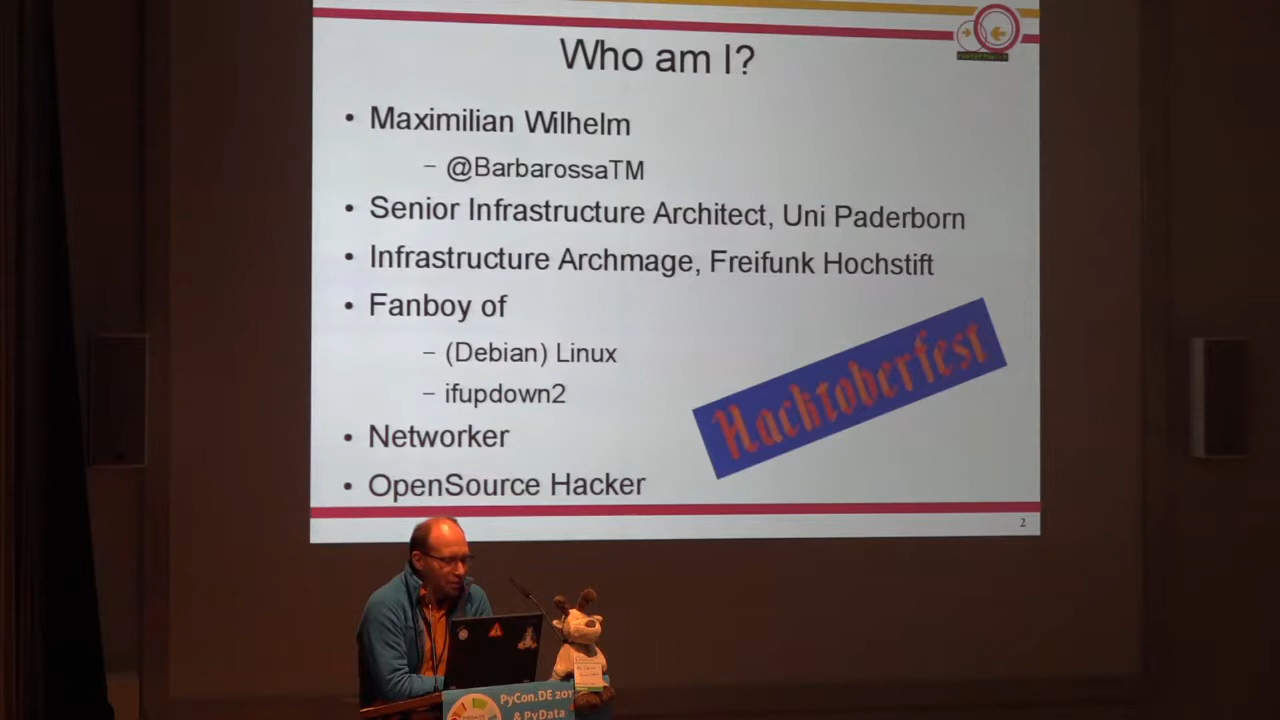 Who am I?
• Maximilian Wilhelm
– @BarbarossaTM
• Senior Infrastructure Architect, Uni Paderborn
• Infrastructure Archmage, Freifunk Hochstift
• Fanboy of
– (Debian) Linux
– ifupdown2
• Networker
• OpenSource Hacker
Hacktoberfest
2
PyCon.DE 201
& PyData